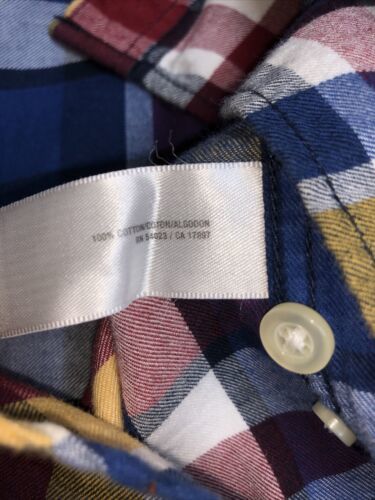 100% COTTON/COTON/ALGODON
RN 54023 / CA 17897